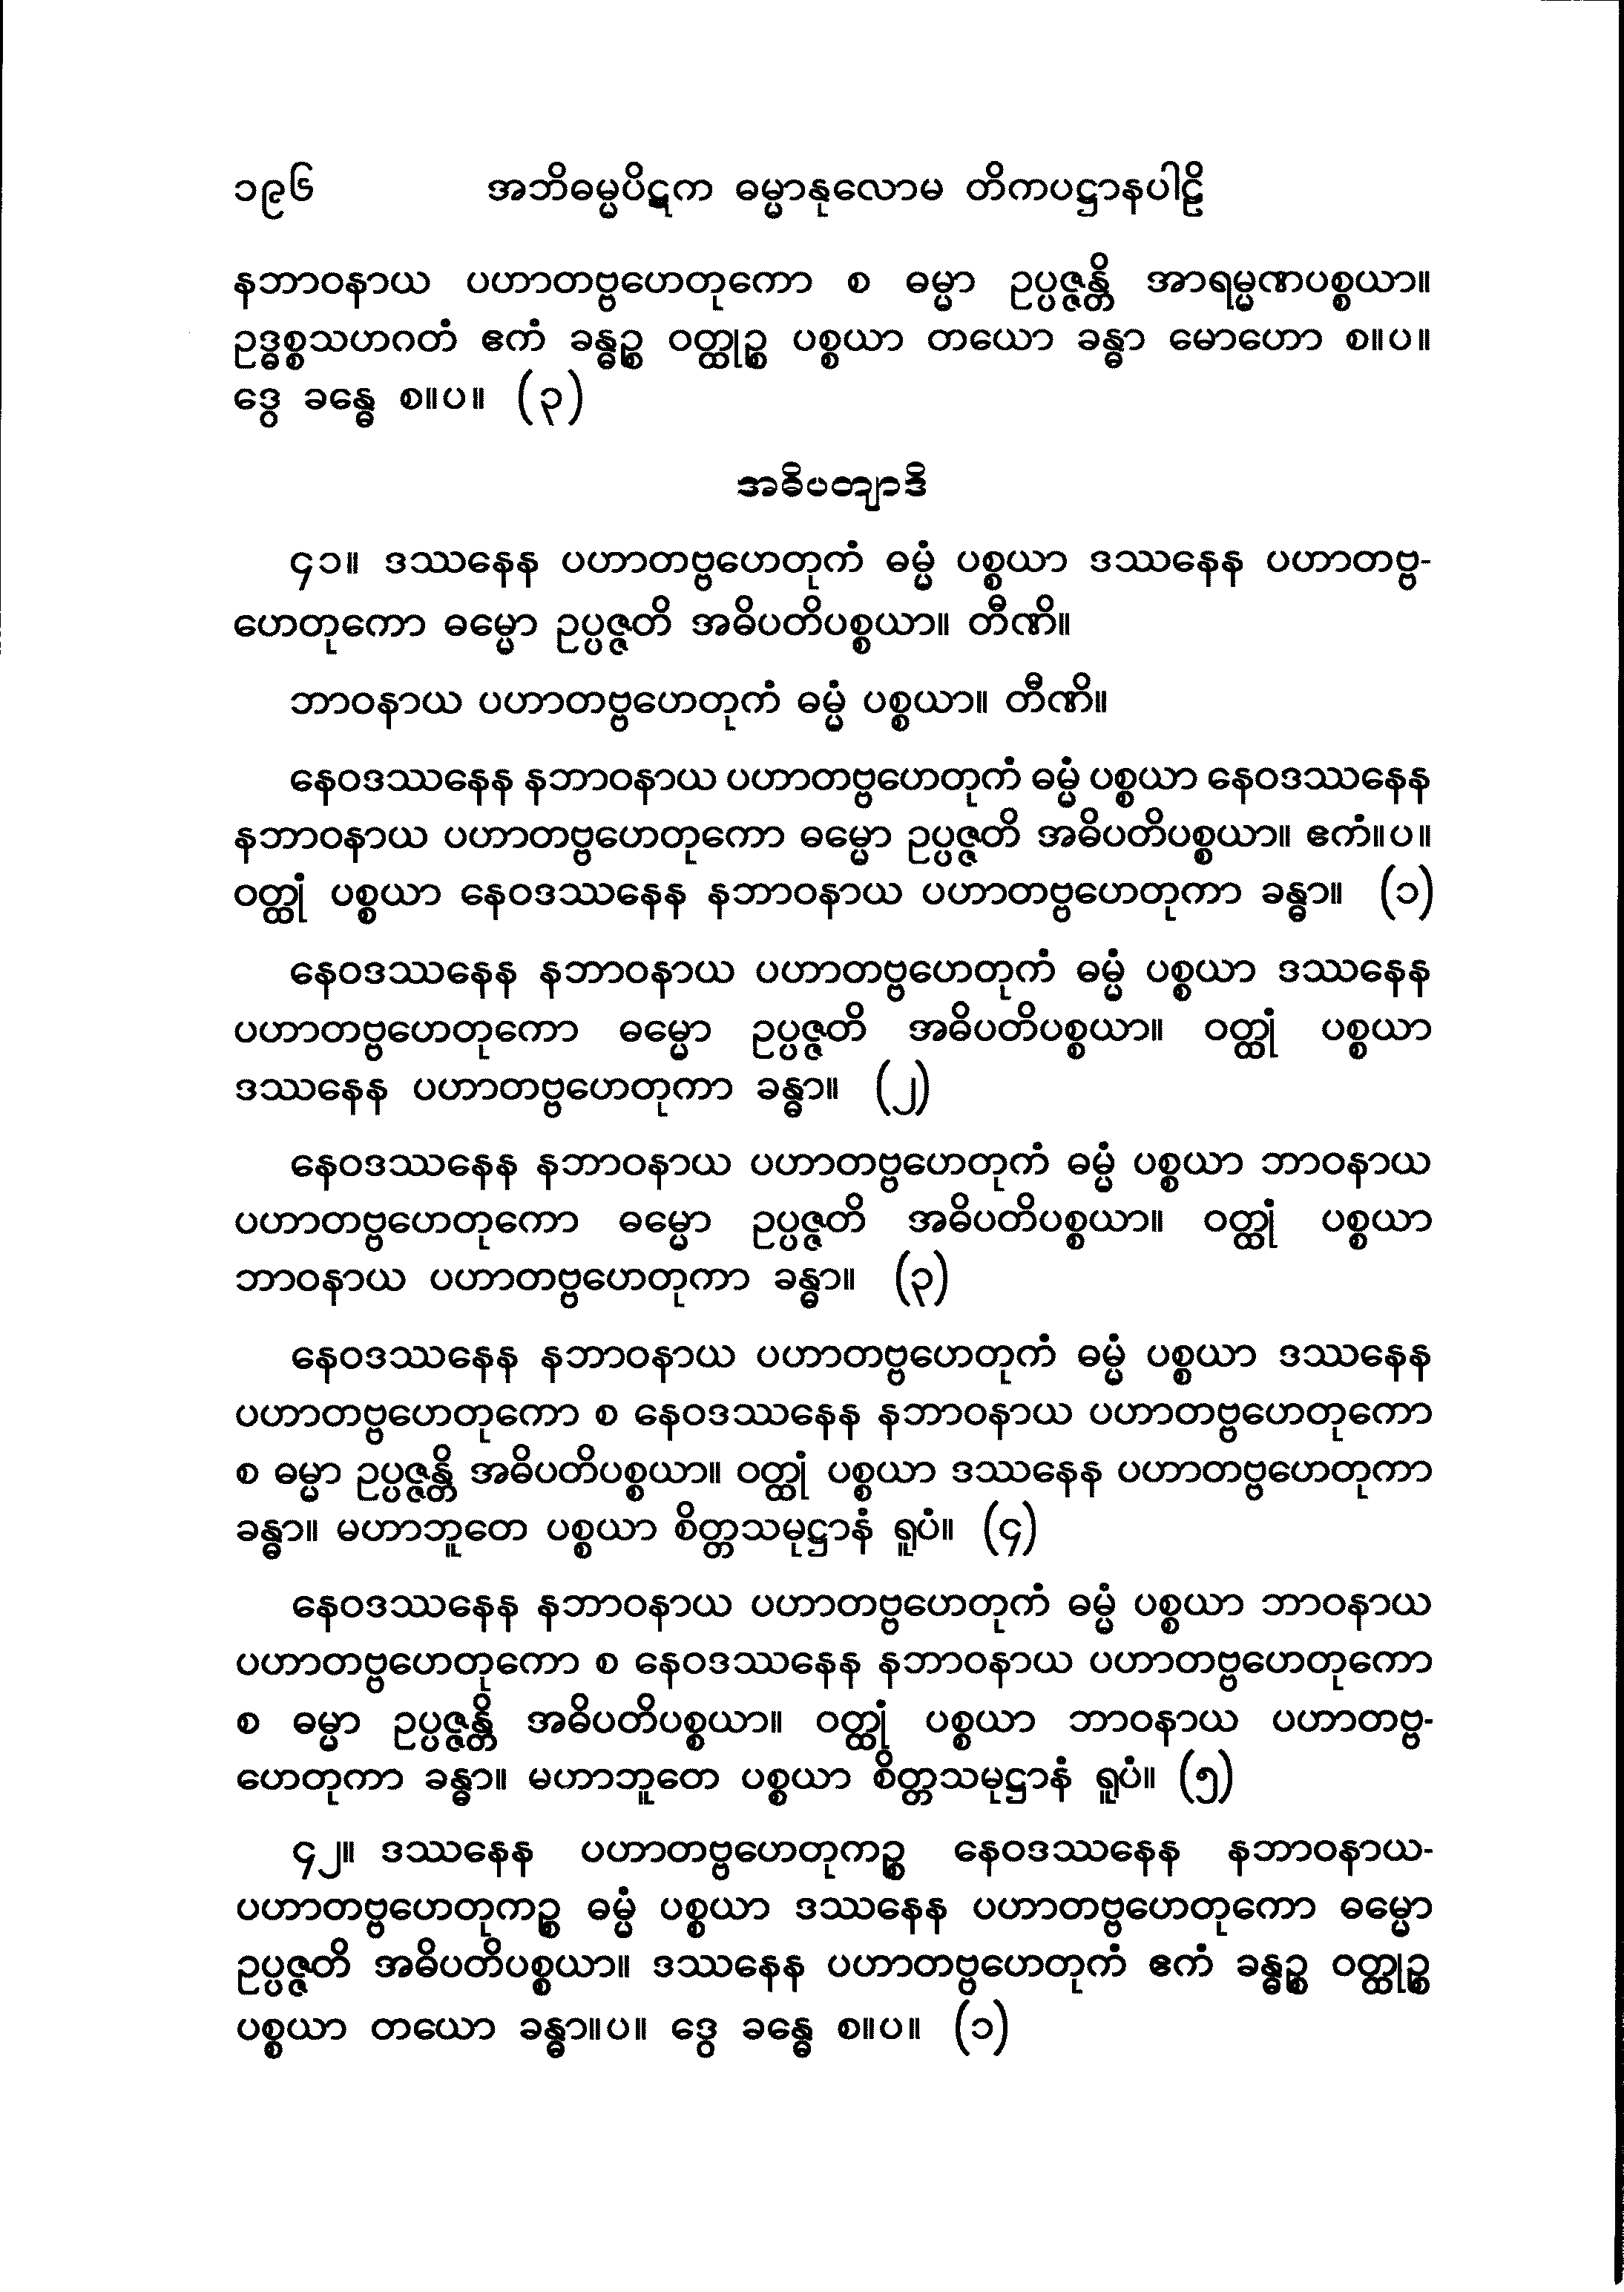 ၁၉၆ အဘိဓမ္မပိဋက ဓမ္မာနုလောမ တိကပဋ္ဌာနပါဠိ
နဘာဝနာယ ပဟာတဗ္ဗဟေတုကော စ ဓမ္မာ ဥပ္ပဇ္ဇန္တိ အာရမ္မဏပစ္စယာ။
ဥဒ္ဓစ္စသဟဂတံ ဧကံ ခန္ဓဉ္စ ဝတ္ထုဉ္စ ပစ္စယာ တယော ခန္ဓာ မောဟော စ။ပ။
ဒွေ ခန္ဓေ စ။ပ။ (၃)
အဓိပတျာဒိ
၄၁။ ဒဿနေန ပဟာတဗ္ဗဟေတုကံ ဓမ္မံ ပစ္စယာ ဒဿနေန ပဟာတဗ္ဗ-
ဟေတုကော ဓမ္မော ဥပ္ပဇ္ဇတိ အဓိပတိပစ္စယာ။ တီဏိ။
ဘာဝနာယ ပဟာတဗ္ဗဟေတုကံ ဓမ္မံ ပစ္စယာ။ တီဏိ။
နေဝဒဿနေန နဘာဝနာယ ပဟာတဗ္ဗဟေတုကံ ဓမ္မံ ပစ္စယာ နေဝဒဿနေန
နဘာဝနာယ ပဟာတဗ္ဗဟေတုကော ဓမ္မော ဥပ္ပဇ္ဇတိ အဓိပတိပစ္စယာ။ ဧကံ။ပ။
ဝတ္ထုံ ပစ္စယာ နေဝဒဿနေန နဘာဝနာယ ပဟာတဗ္ဗဟေတုကာ ခန္ဓာ။ (၁)
နေဝဒဿနေန နဘာဝနာယ ပဟာတဗ္ဗဟေတုကံ ဓမ္မံ ပစ္စယာ ဒဿနေန
ပဟာတဗ္ဗဟေတုကော ဓမ္မော ဥပ္ပဇ္ဇတိ အဓိပတိပစ္စယာ။ ဝတ္ထုံ ပစ္စယာ
ဒဿနေန ပဟာတဗ္ဗဟေတုကာ ခန္ဓာ။ (၂)
နေဝဒဿနေန နဘာဝနာယ ပဟာတဗ္ဗဟေတုကံ ဓမ္မံ ပစ္စယာ ဘာဝနာယ
ပဟာတဗ္ဗဟေတုကော ဓမ္မော ဥပ္ပဇ္ဇတိ အဓိပတိပစ္စယာ။ ဝတ္ထုံ ပစ္စယာ
ဘာဝနာယ ပဟာတဗ္ဗဟေတုကာ ခန္ဓာ။ (၃)
နေဝဒဿနေန နဘာဝနာယ ပဟာတဗ္ဗဟေတုကံ ဓမ္မံ ပစ္စယာ ဒဿနေန
ပဟာတဗ္ဗဟေတုကော စ နေဝဒဿနေန နဘာဝနာယ ပဟာတဗ္ဗဟေတုကော
စ ဓမ္မာ ဥပ္ပဇ္ဇန္တိ အဓိပတိပစ္စယာ။ ဝတ္ထုံ ပစ္စယာ ဒဿနေန ပဟာတဗ္ဗဟေတုကာ
ခန္ဓာ။ မဟာဘူတေ ပစ္စယာ စိတ္တသမုဋ္ဌာနံ ရူပံ။ (၄)
နေဝဒဿနေန နဘာဝနာယ ပဟာတဗ္ဗဟေတုကံ ဓမ္မံ ပစ္စယာ ဘာဝနာယ
ပဟာတဗ္ဗဟေတုကော စ နေဝဒဿနေန နဘာဝနာယ ပဟာတဗ္ဗဟေတုကော
စ ဓမ္မာ ဥပ္ပဇ္ဇန္တိ အဓိပတိပစ္စယာ။ ဝတ္ထုံ ပစ္စယာ ဘာဝနာယ ပဟာတဗ္ဗ-
ဟေတုကာ ခန္ဓာ။ မဟာဘူတေ ပစ္စယာ စိတ္တသမုဋ္ဌာနံ ရူပံ။ (၅)
၄၂။ ဒဿနေန ပဟာတဗ္ဗဟေတုကဉ္စ နေဝဒဿနေန နဘာဝနာယ-
ပဟာတဗ္ဗဟေတုကဉ္စ ဓမ္မံ ပစ္စယာ ဒဿနေန ပဟာတဗ္ဗဟေတုကော ဓမ္မော
ဥပ္ပဇ္ဇတိ အဓိပတိပစ္စယာ။ ဒဿနေန ပဟာတဗ္ဗဟေတုကံ ဧကံ ခန္ဓဉ္စ ဝတ္ထုဉ္စ
ပစ္စယာ တယော ခန္ဓာ။ပ။ ဒွေ ခန္ဓေ စ။ပ။ (၁)